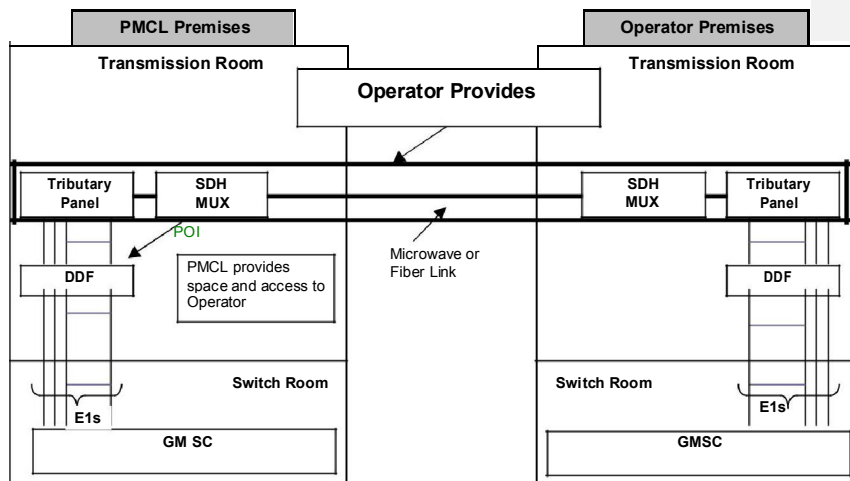 PMCL Premises
Operator Premises
Transmission Room
Transmission Room
Operator Provides
Tributary
Panel
SDH
MUX
SDH
MUX
Tributary
Panel
POI
Microwave or
Fiber Link
DDF
PMCL provides
space and access to
Operator
DDF
Switch Room
Switch Room
E1s
E1s
GM SC
GMSC